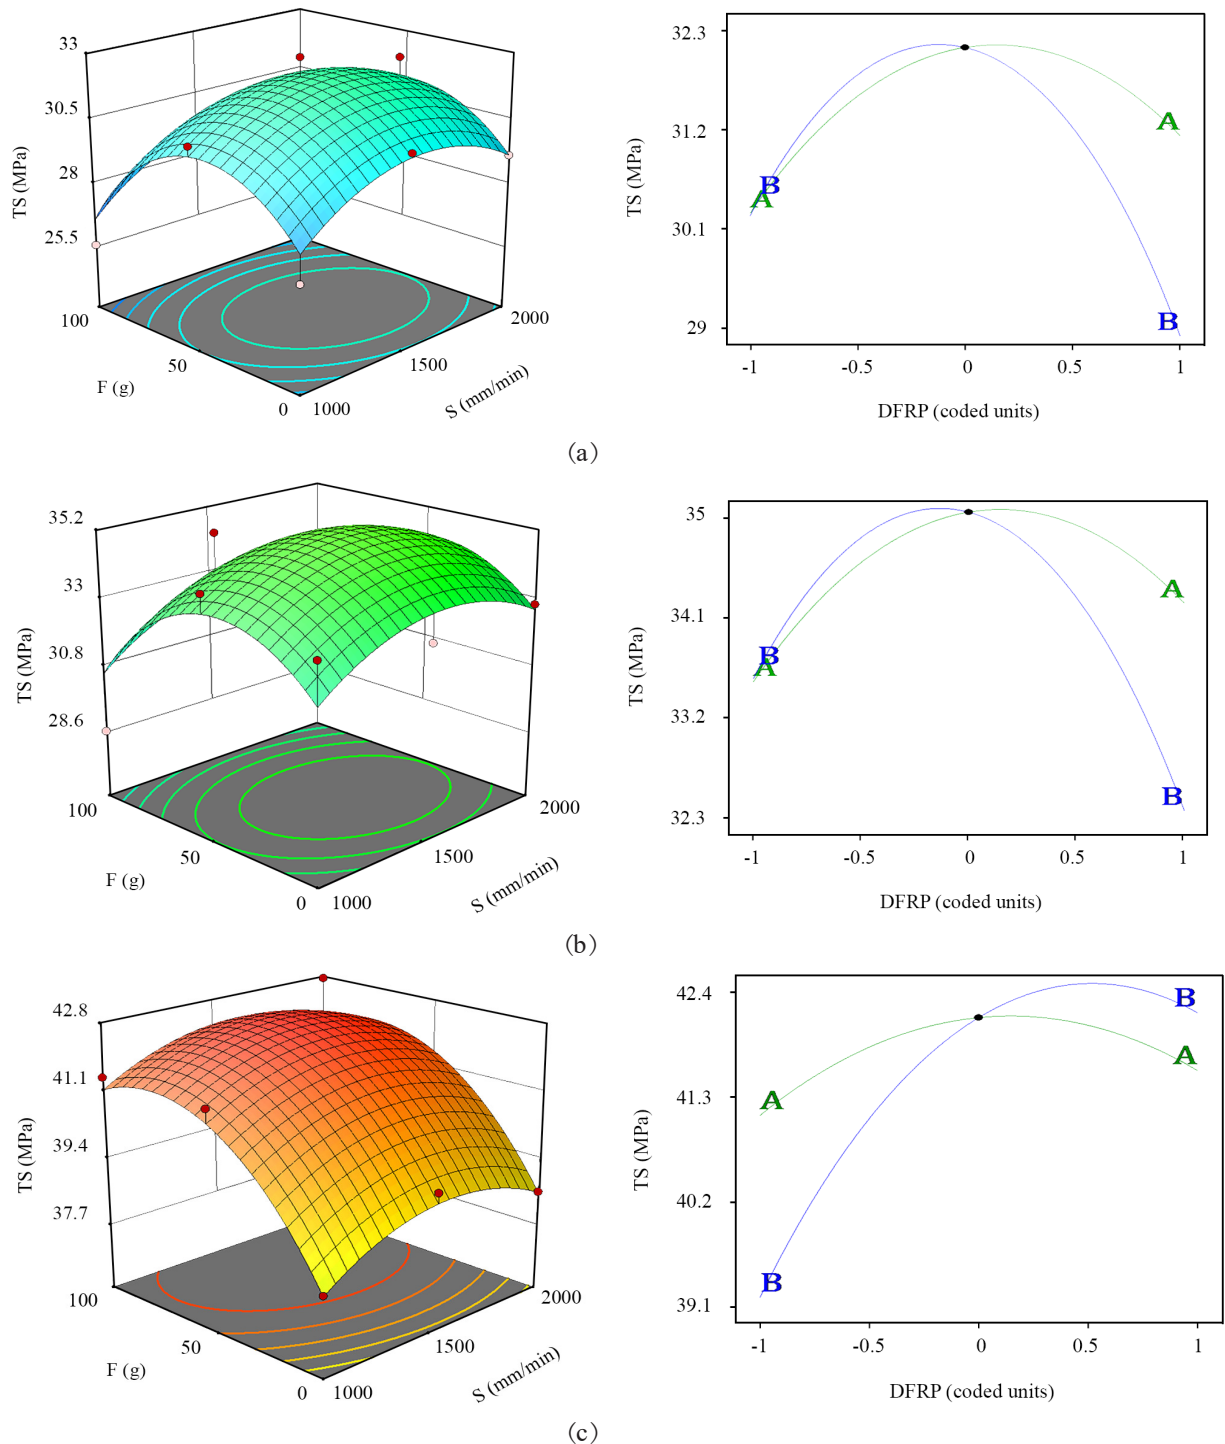 33
30.5
28
25.5
TS (MPa)
100
50
0
F (g)
1000
1500
2000
S (mm/min)
32.3
31.2
30.1
29
TS (MPa)
A
B
A
B
-1
-0.5
0
0.5
1
DFRP (coded units)
(a)
35.2
33
30.8
28.6
TS (MPa)
100
50
0
F (g)
1000
1500
2000
S (mm/min)
35
34.1
33.2
32.3
TS (MPa)
B
A
A
B
-1
-0.5
0
0.5
1
DFRP (coded units)
(b)
42.8
41.1
39.4
37.7
TS (MPa)
100
50
0
F (g)
1000
1500
2000
S (mm/min)
42.4
41.3
40.2
39.1
TS (MPa)
A
B
B
A
-1
-0.5
0
0.5
1
DFRP (coded units)
(c)